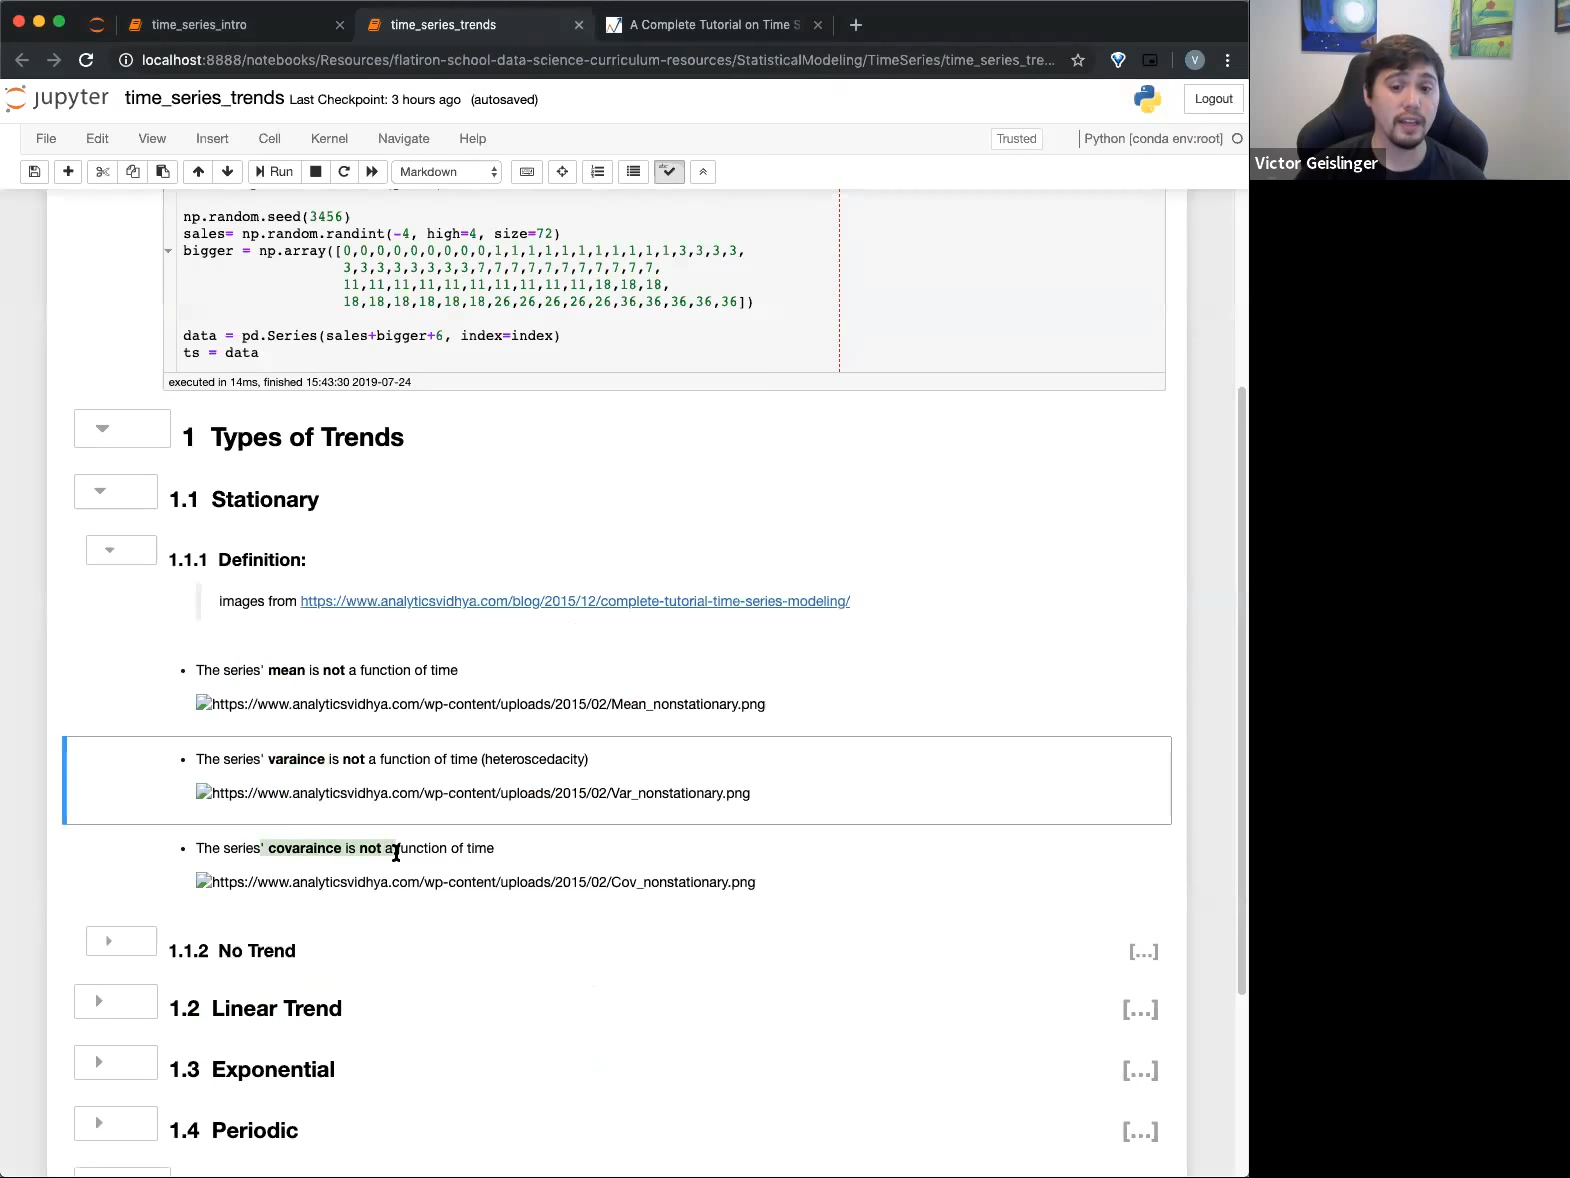 time_series_intro
time_series_trends
A Complete Tutorial on Time S
localhost:8888/notebooks/Resources/flatiron-school-data-science-curriculum-resources/StatisticalModeling/TimeSeries/time_series_tre...
V
jupyter
time_series_trends Last Checkpoint: 3 hours ago (autosaved)
Logout
File Edit View Insert Cell Kernel Navigate Help
Trusted
Python [conda env:root]
Run
Markdown
Victor Geislinger
np.random.seed(3456)
sales= np.random.randint(-4, high=4, size=72)
bigger = np.array([0,0,0,0,0,0,0,0,0,1,1,1,1,1,1,1,1,1,1,1,3,3,3,3,
3,3,3,3,3,3,3,3,7,7,7,7,7,7,7,7,7,7,7,
11,11,11,11,11,11,11,11,11,11,18,18,18,
18,18,18,18,18,18,26,26,26,26,26,36,36,36,36,36])
data = pd.Series(sales+bigger+6, index=index)
ts = data
executed in 14ms, finished 15:43:30 2019-07-24
1 Types of Trends
1.1 Stationary
1.1.1 Definition:
images from https://www.analyticsvidhya.com/blog/2015/12/complete-tutorial-time-series-modeling/
• The series' mean is not a function of time
https://www.analyticsvidhya.com/wp-content/uploads/2015/02/Mean_nonstationary.png
• The series' varaince is not a function of time (heteroscedacity)
https://www.analyticsvidhya.com/wp-content/uploads/2015/02/Var_nonstationary.png
• The series' covaraince is not a function of time
https://www.analyticsvidhya.com/wp-content/uploads/2015/02/Cov_nonstationary.png
1.1.2 No Trend
[...]
1.2 Linear Trend
[...]
1.3 Exponential
[...]
1.4 Periodic
[...]